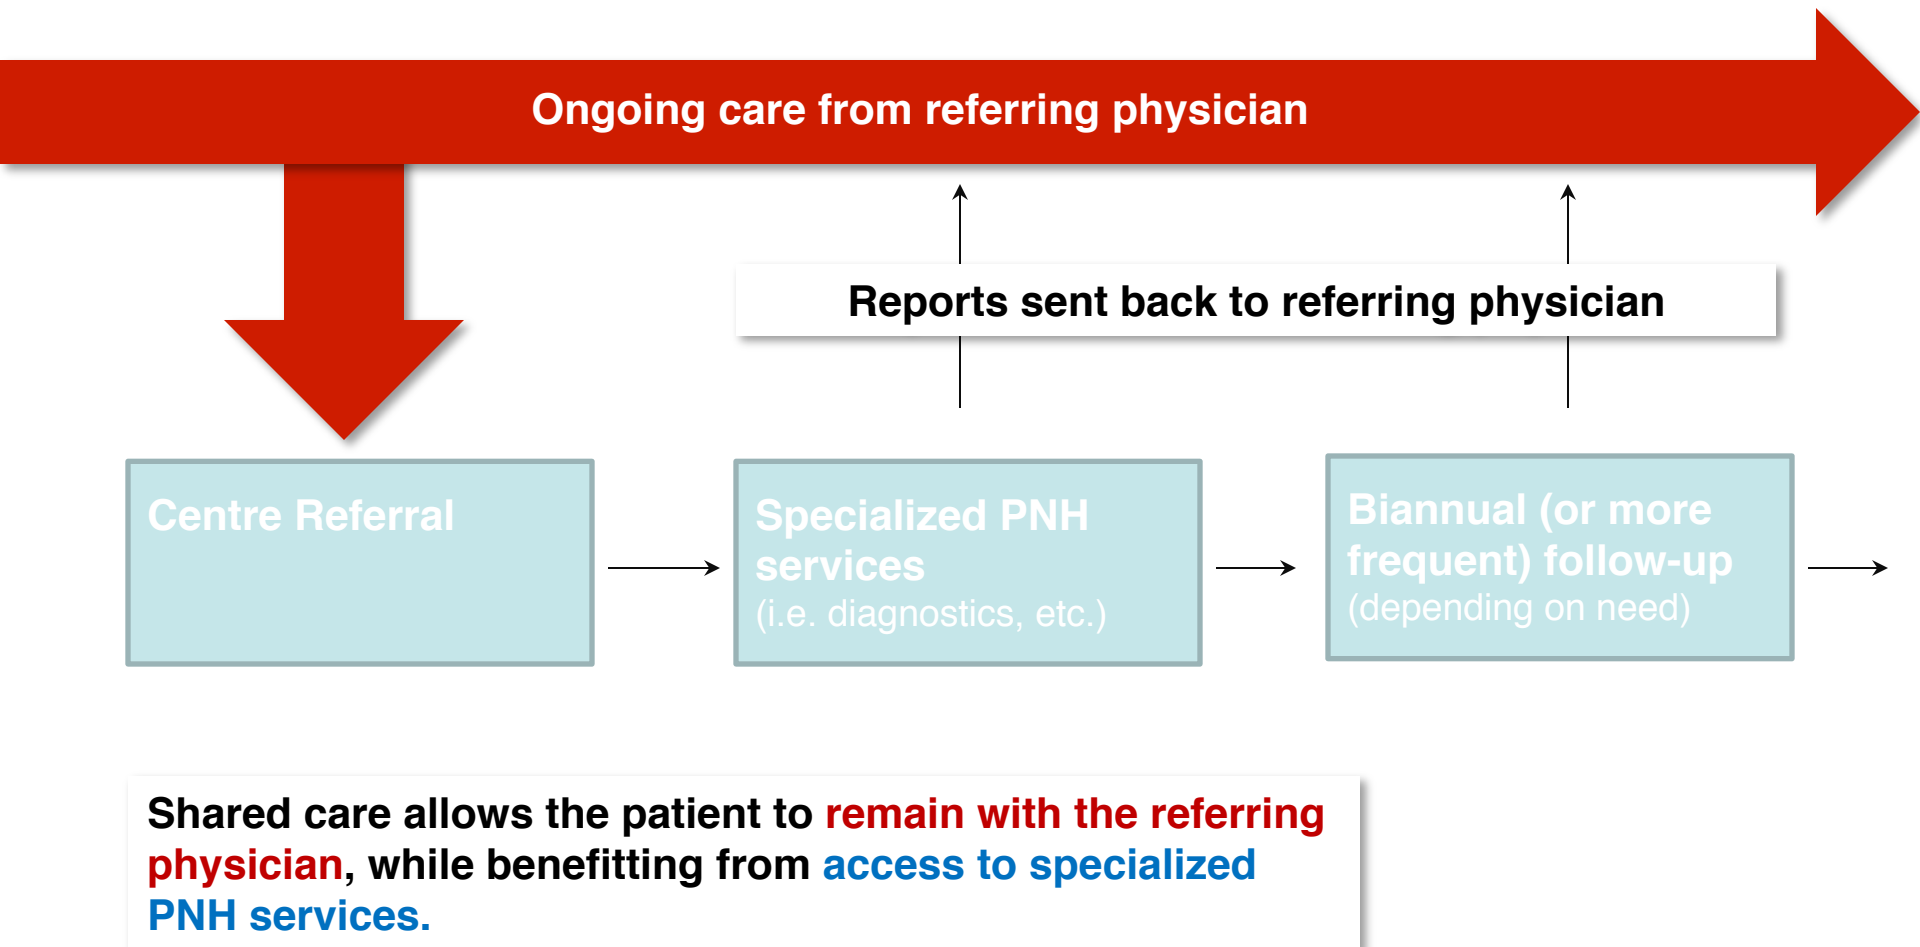 Ongoing care from referring physician
Reports sent back to referring physician
Centre Referral
Specialized PNH
services
(i.e. diagnostics, etc.)
Biannual (or more
frequent) follow-up
(depending on need)
Shared care allows the patient to remain with the referring
physician, while benefitting from access to specialized
PNH services.